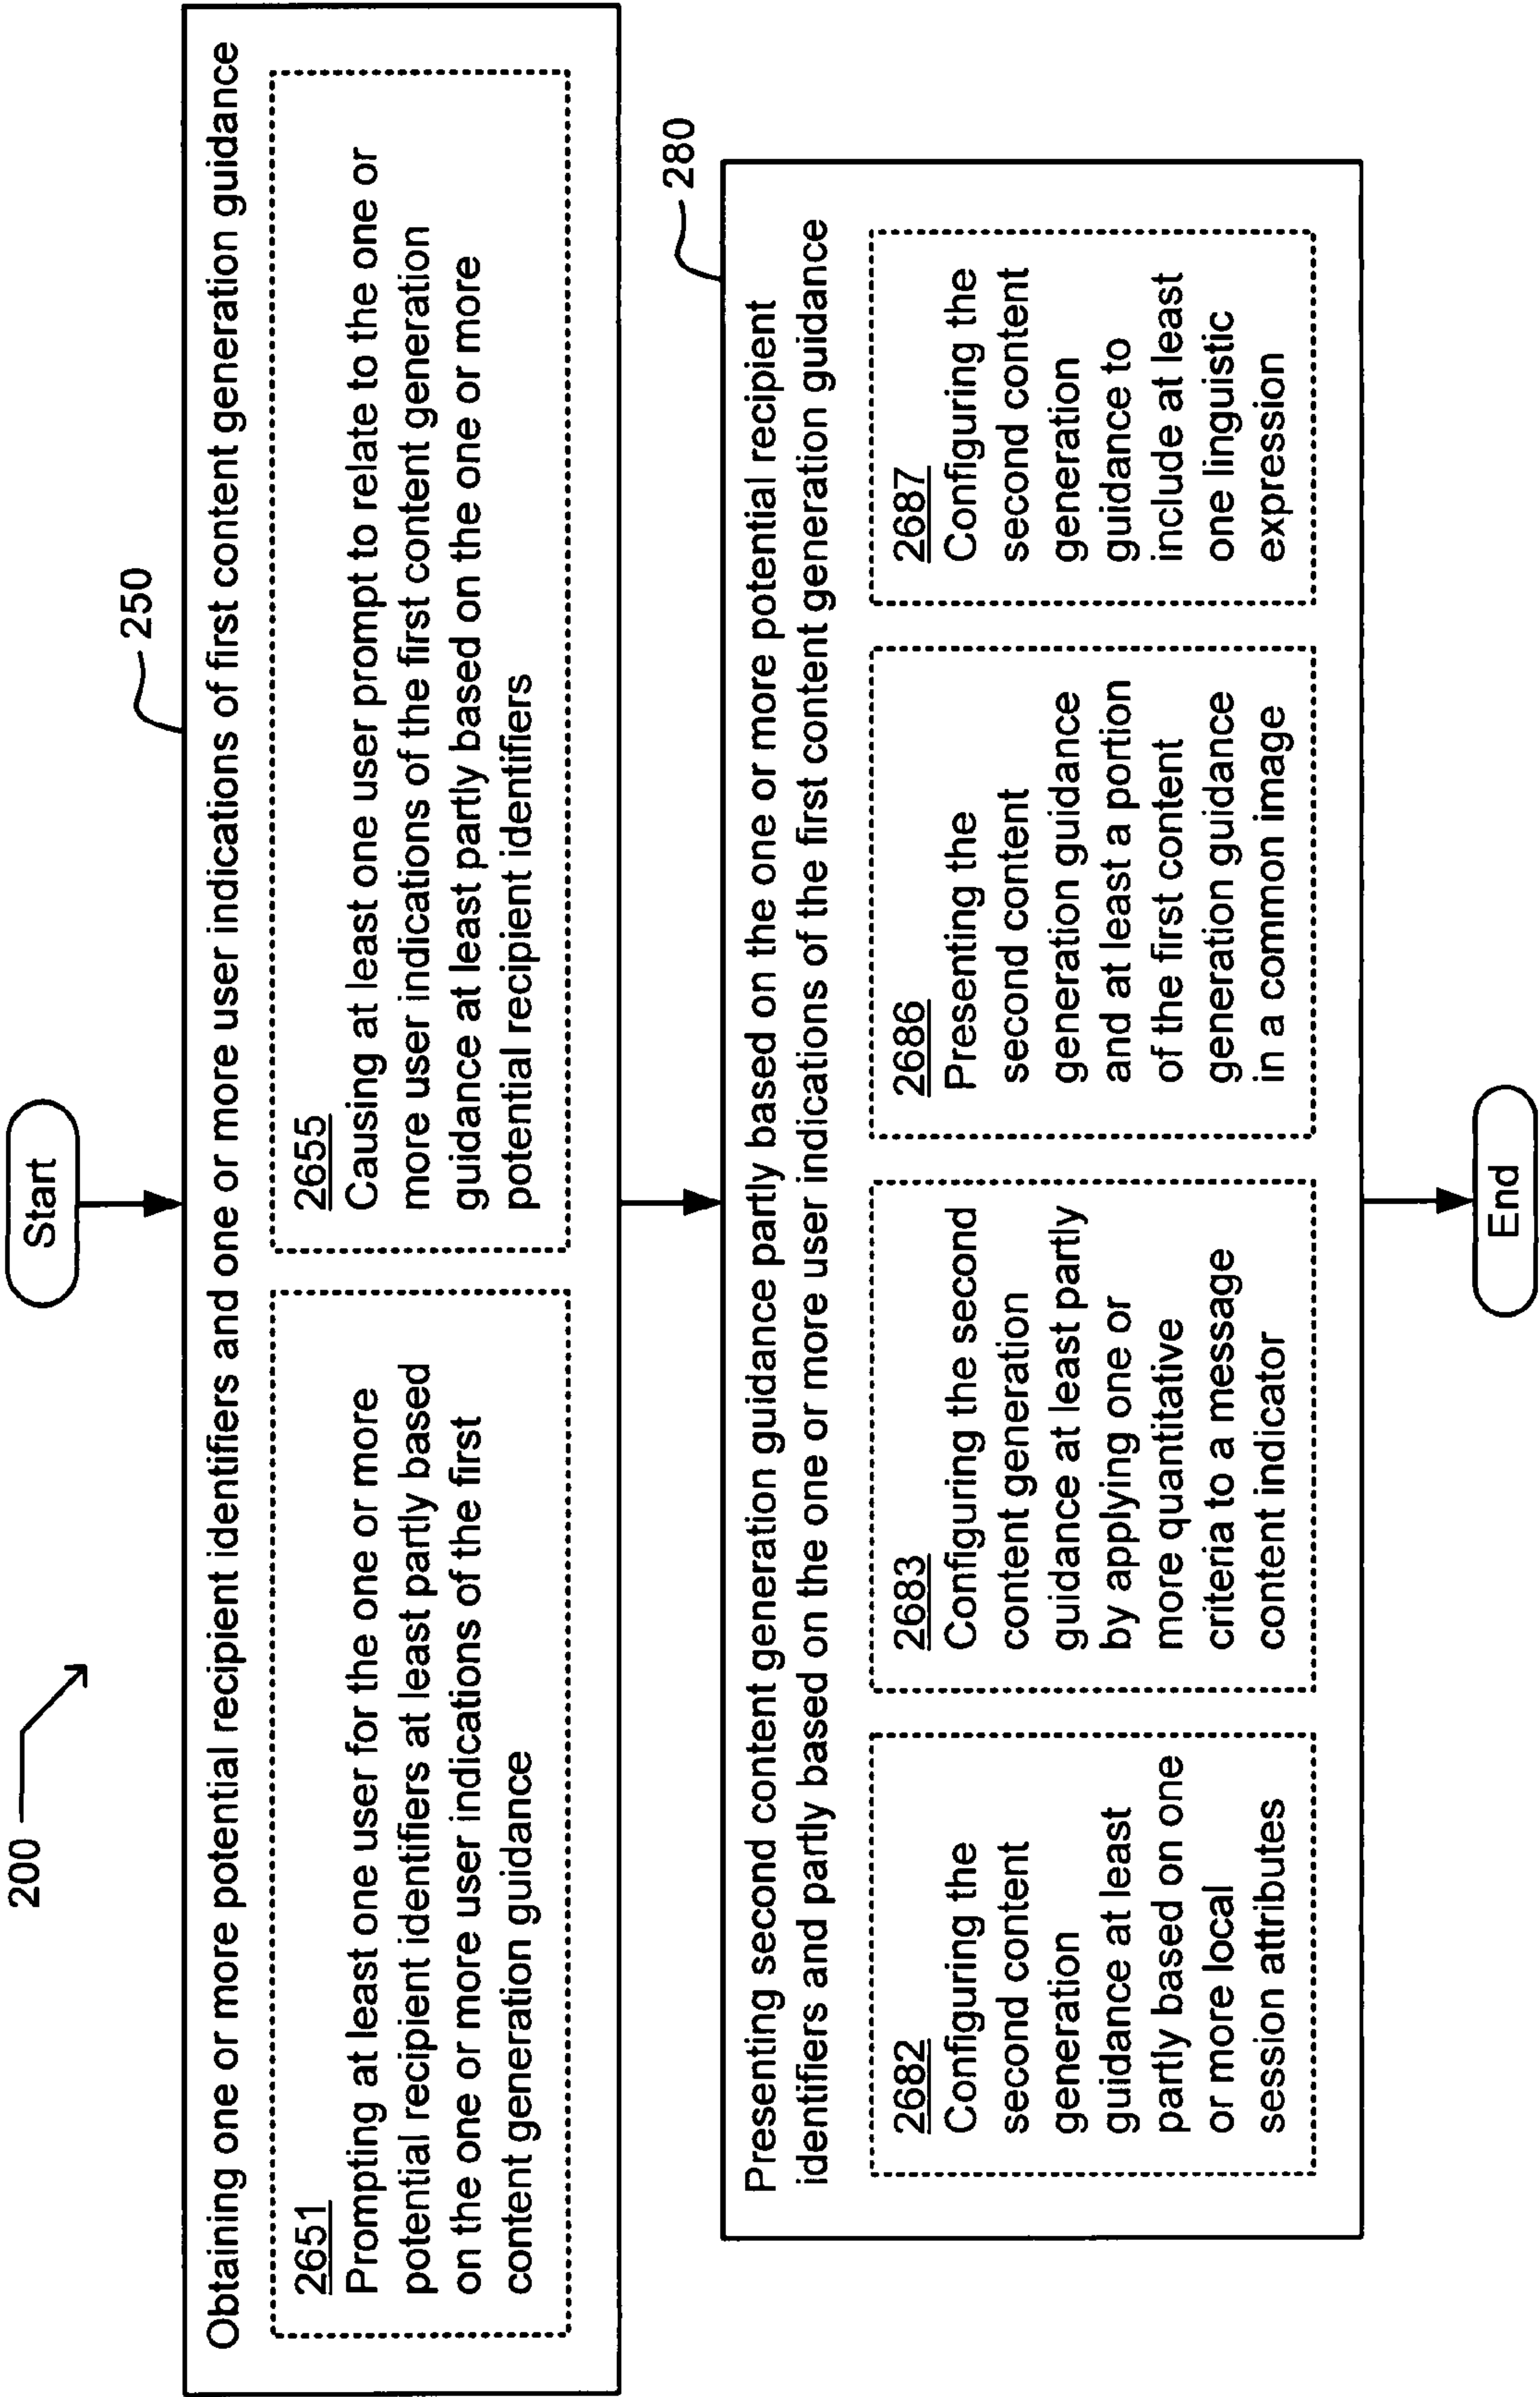 200
Start
250
Obtaining one or more potential recipient identifiers and one or more user indications of first content generation guidance
2651
Prompting at least one user for the one or more
potential recipient identifiers at least partly based
on the one or more user indications of the first
content generation guidance
2655
Causing at least one user prompt to relate to the one or
more user indications of the first content generation
guidance at least partly based on the one or more
potential recipient identifiers
280
Presenting second content generation guidance partly based on the one or more potential recipient
identifiers and partly based on the one or more user indications of the first content generation guidance
2682
Configuring the
second content
generation
guidance at least
partly based on one
or more local
session attributes
2683
Configuring the second
content generation
guidance at least partly
by applying one or
more quantitative
criteria to a message
content indicator
2686
Presenting the
second content
generation guidance
and at least a portion
of the first content
generation guidance
in a common image
2687
Configuring the
second content
generation
guidance to
include at least
one linguistic
expression
End